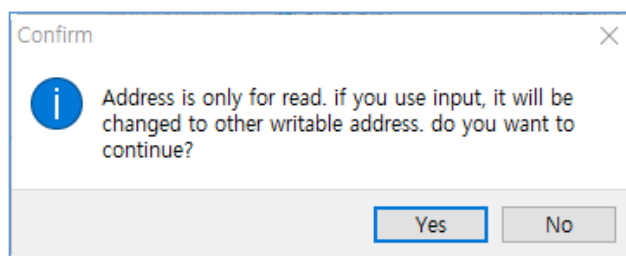 Confirm
Address is only for read. if you use input, it will be
changed to other writable address. do you want to
continue?
Yes No